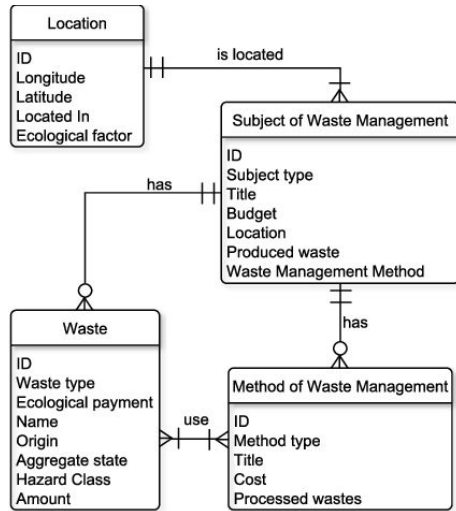 Location
ID
Longitude
Latitude
Located In
Ecological factor
is located
Subject of Waste Management
ID
Subject type
Title
Budget
Location
Produced waste
Waste Management Method
has
has
Waste
ID
Waste type
Ecological payment
Name
Origin
Aggregate state
Hazard Class
Amount
use
Method of Waste Management
ID
Method type
Title
Cost
Processed wastes